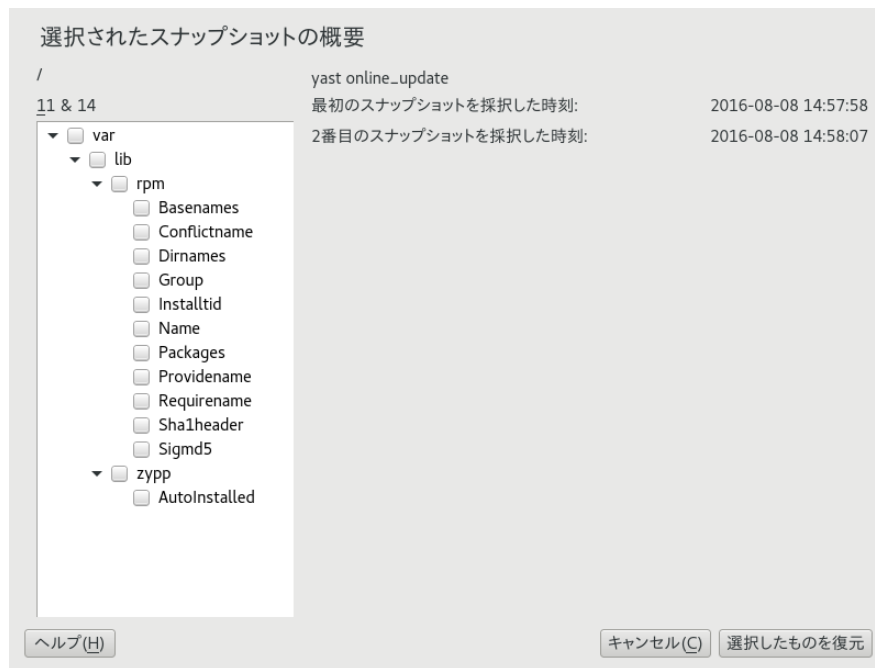 選択されたスナップショットの概要
/
yast online_update
11 & 14
最初のスナップショットを採択した時刻: 2016-08-08 14:57:58
2番目のスナップショットを採択した時刻: 2016-08-08 14:58:07
var
lib
rpm
Basenames
Conflictname
Dirnames
Group
Installtid
Name
Packages
Providename
Requirename
Sha1header
Sigmd5
zypp
AutoInstalled
ヘルプ(H)
キャンセル(C)
選択したものを復元